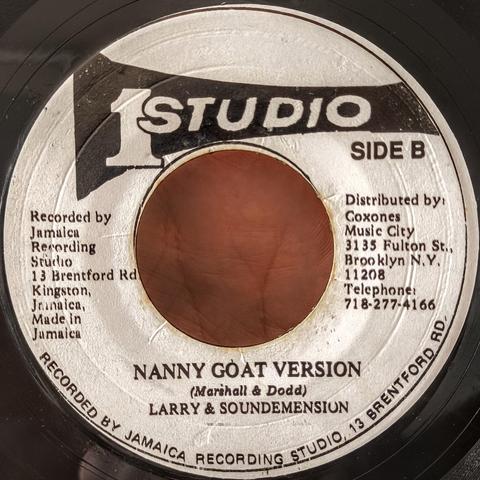 1 STUDIO
SIDE B
Recorded by
Jamaica
Recording
Studio
13 Brentford Rd
Kingston,
Jamaica,
Made in
Jamaica
Distributed by:
Coxones
Music City
3135 Fulton St.,
Brooklyn N.Y.
11208
Telephone:
718-277-4166
NANNY GOAT VERSION
(Marshall & Dodd)
LARRY & SOUNDEMENSION
RECORDED BY JAMAICA RECORDING STUDIO, 13 BRENTFORD RD.